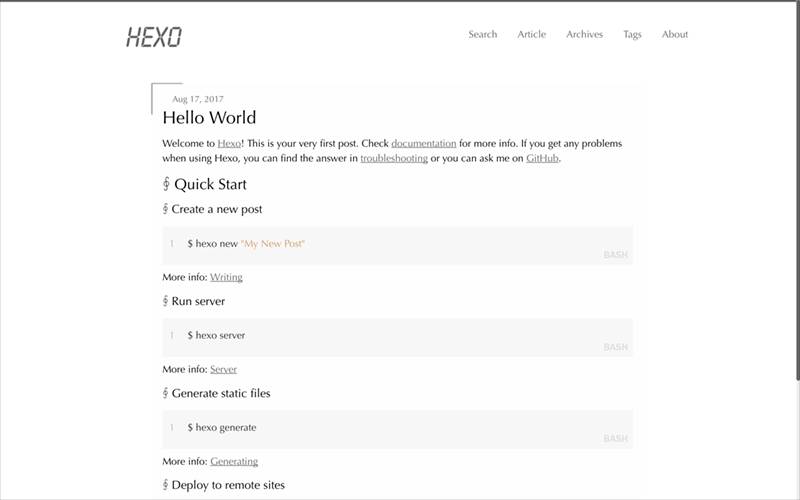 HEXO
Search Article Archives Tags About
Aug 17, 2017
Hello World
Welcome to Hexo! This is your very first post. Check documentation for more info. If you get any problems
when using Hexo, you can find the answer in troubleshooting or you can ask me on GitHub.
∮ Quick Start
∮ Create a new post
1 $ hexo new "My New Post"
BASH
More info: Writing
∮ Run server
1 $ hexo server
BASH
More info: Server
∮ Generate static files
1 $ hexo generate
BASH
More info: Generating
∮ Deploy to remote sites